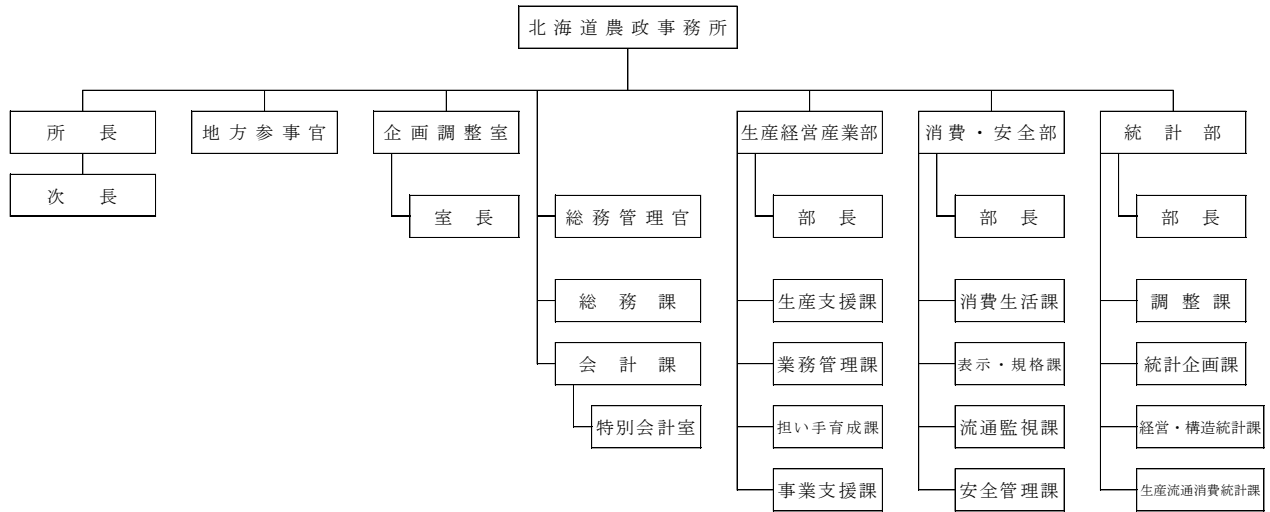 北海道農政事務所
所長
地方参事官
企画調整室
生産経営産業部
消費・安全部
統計部
次長
室長
総務管理官
部長
部長
部長
総務課
生産支援課
消費生活課
調整課
会計課
業務管理課
表示・規格課
統計企画課
特別会計室
担い手育成課
流通監視課
経営・構造統計課
事業支援課
安全管理課
生産流通消費統計課